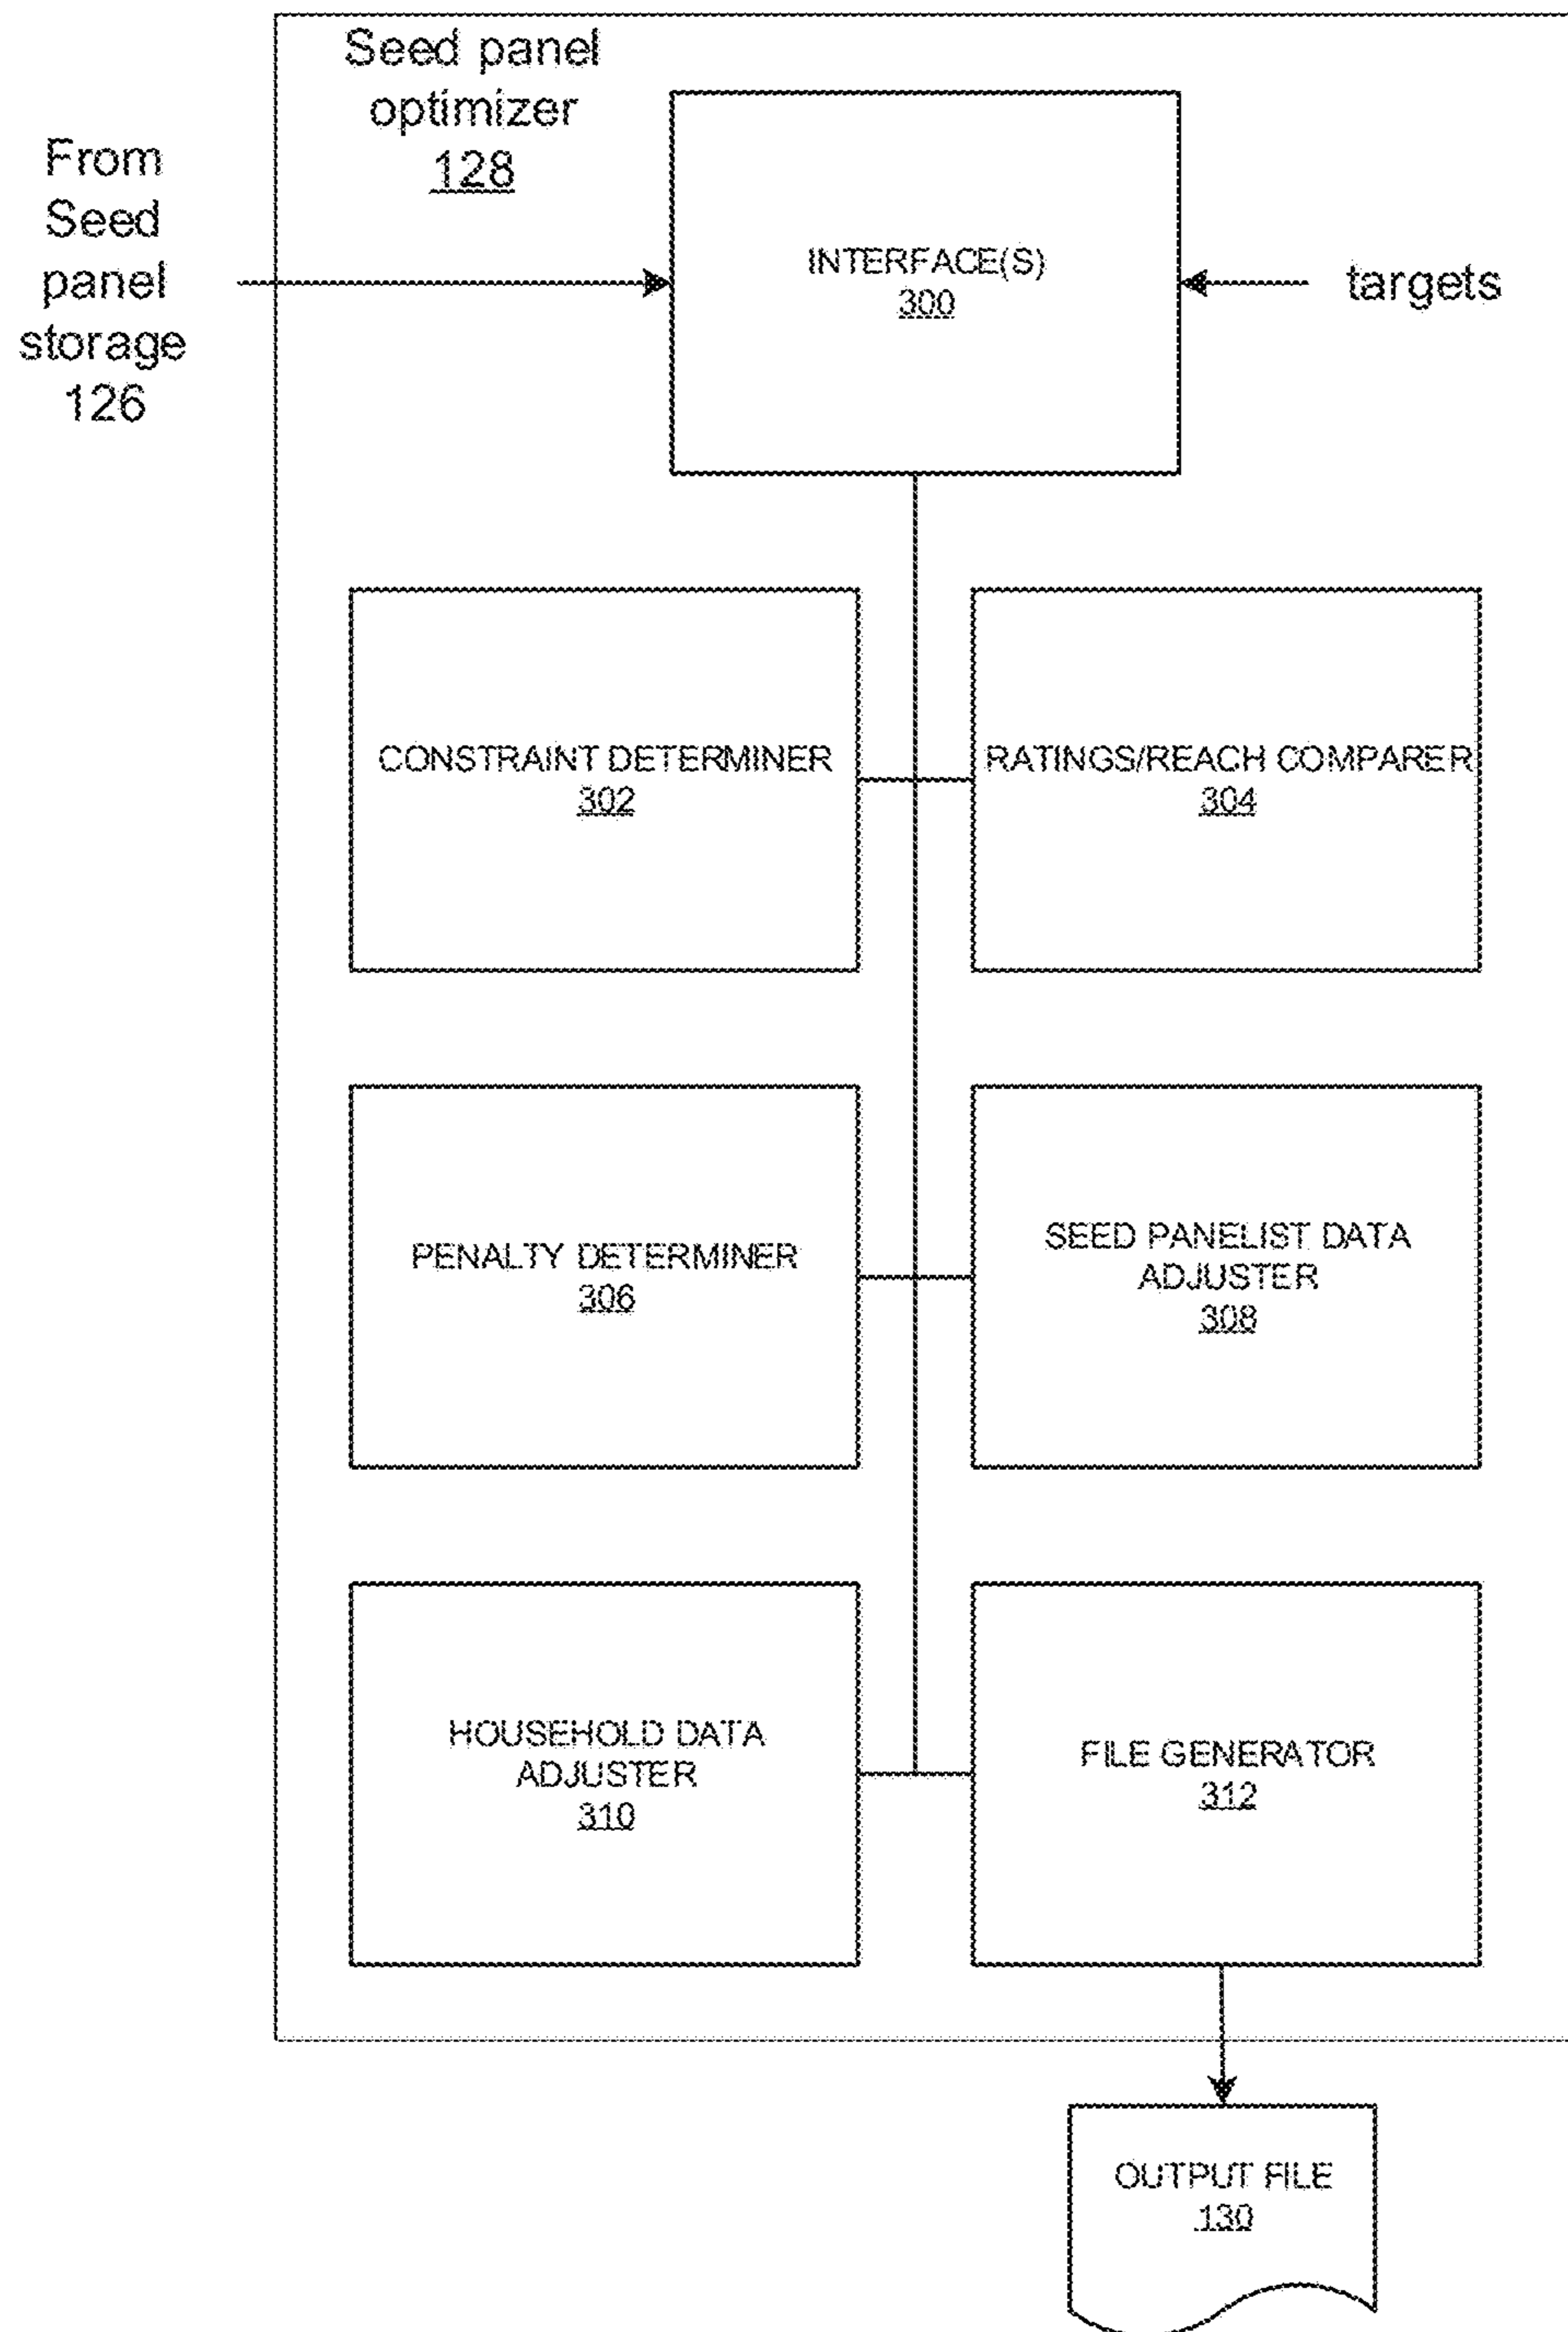 Seed panel
optimizer
128
From
Seed
panel
storage
126
INTERFACE(S)
300
targets
CONSTRAINT DETERMINER
302
RATINGS/REACH COMPARER
304
PENALTY DETERMINER
306
SEED PANELIST DATA
ADJUSTER
308
HOUSEHOLD DATA
ADJUSTER
310
FILE GENERATOR
312
OUTPUT FILE
130